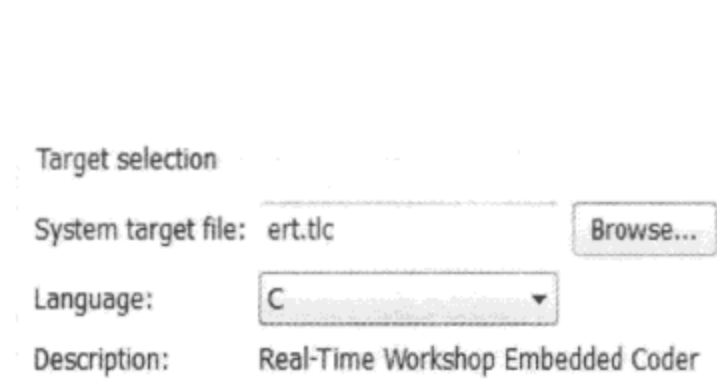 Target selection
System target file: ert.tlc Browse...
Language: C
Description: Real-Time Workshop Embedded Coder